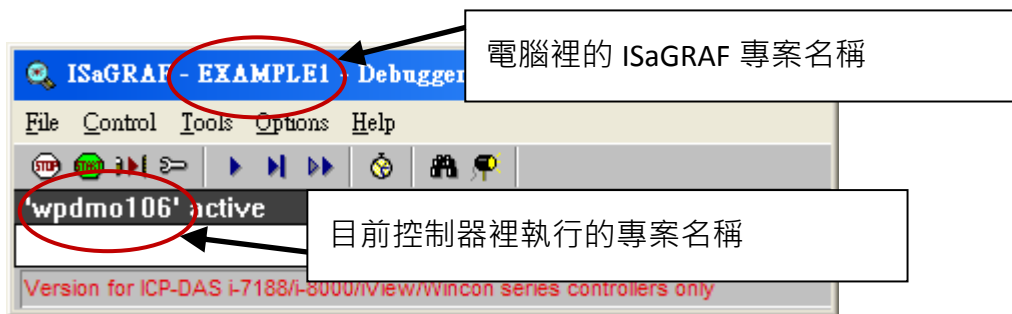 電腦裡的 ISaGRAF 專案名稱
ISaGRAF - EXAMPLE1 - Debugger
File Control Tools Options Help
STOP START
'wpdmo106' active
目前控制器裡執行的專案名稱
Version for ICP-DAS i-7188/i-8000/iView/Wincon series controllers only